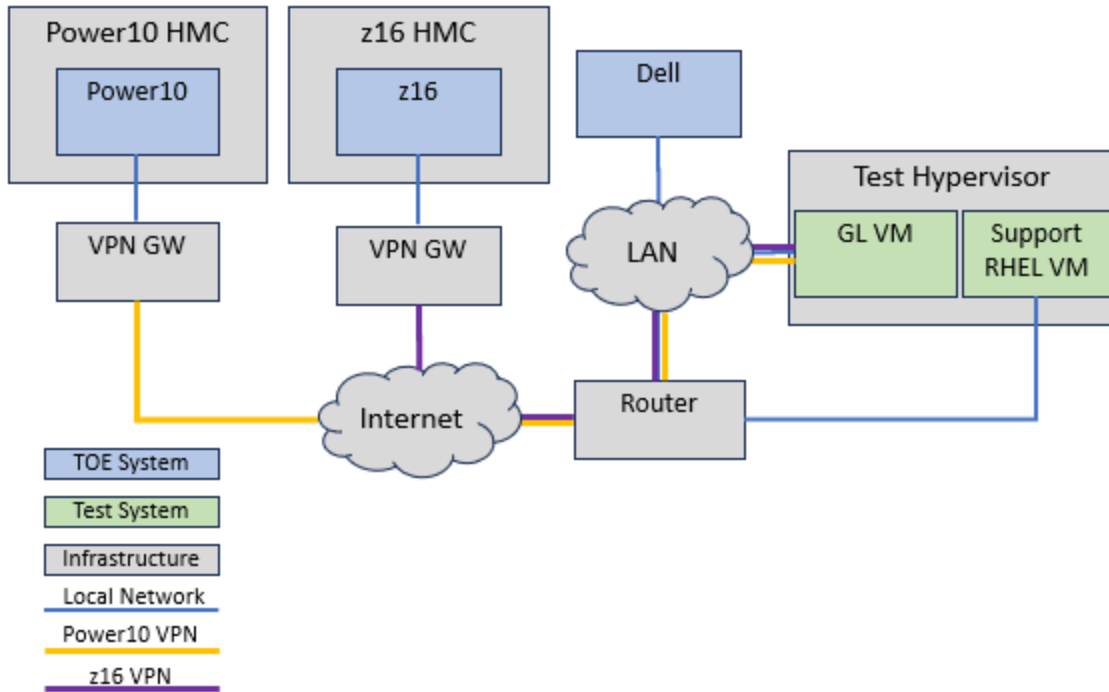 Power10 HMC
Power10
z16 HMC
z16
Dell
Test Hypervisor
GL VM
Support
RHEL VM
VPN GW
VPN GW
LAN
Internet
Router
TOE System
Test System
Infrastructure
Local Network
Power10 VPN
z16 VPN